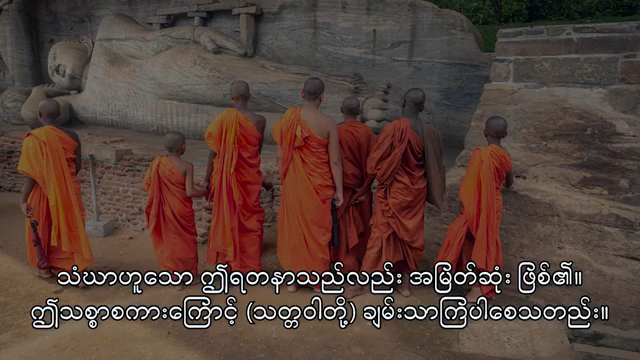 သံဃာဟူသော ဤရတနာသည်လည်း အမြတ်ဆုံး ဖြစ်၏။
ဤသစ္စာစကားကြောင့် (သတ္တဝါတို့) ချမ်းသာကြပါစေသတည်း။